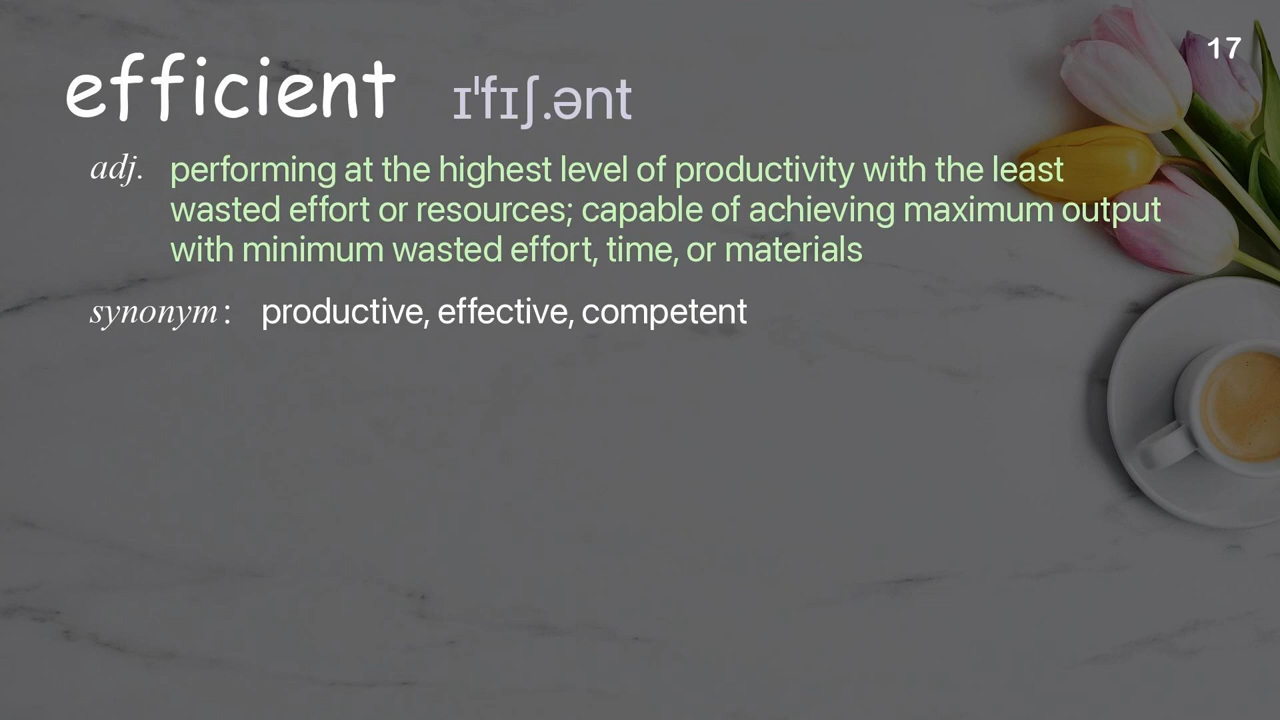 17
efficient ɪˈfɪʃ.ənt
adj. performing at the highest level of productivity with the least
wasted effort or resources; capable of achieving maximum output
with minimum wasted effort, time, or materials
synonym: productive, effective, competent